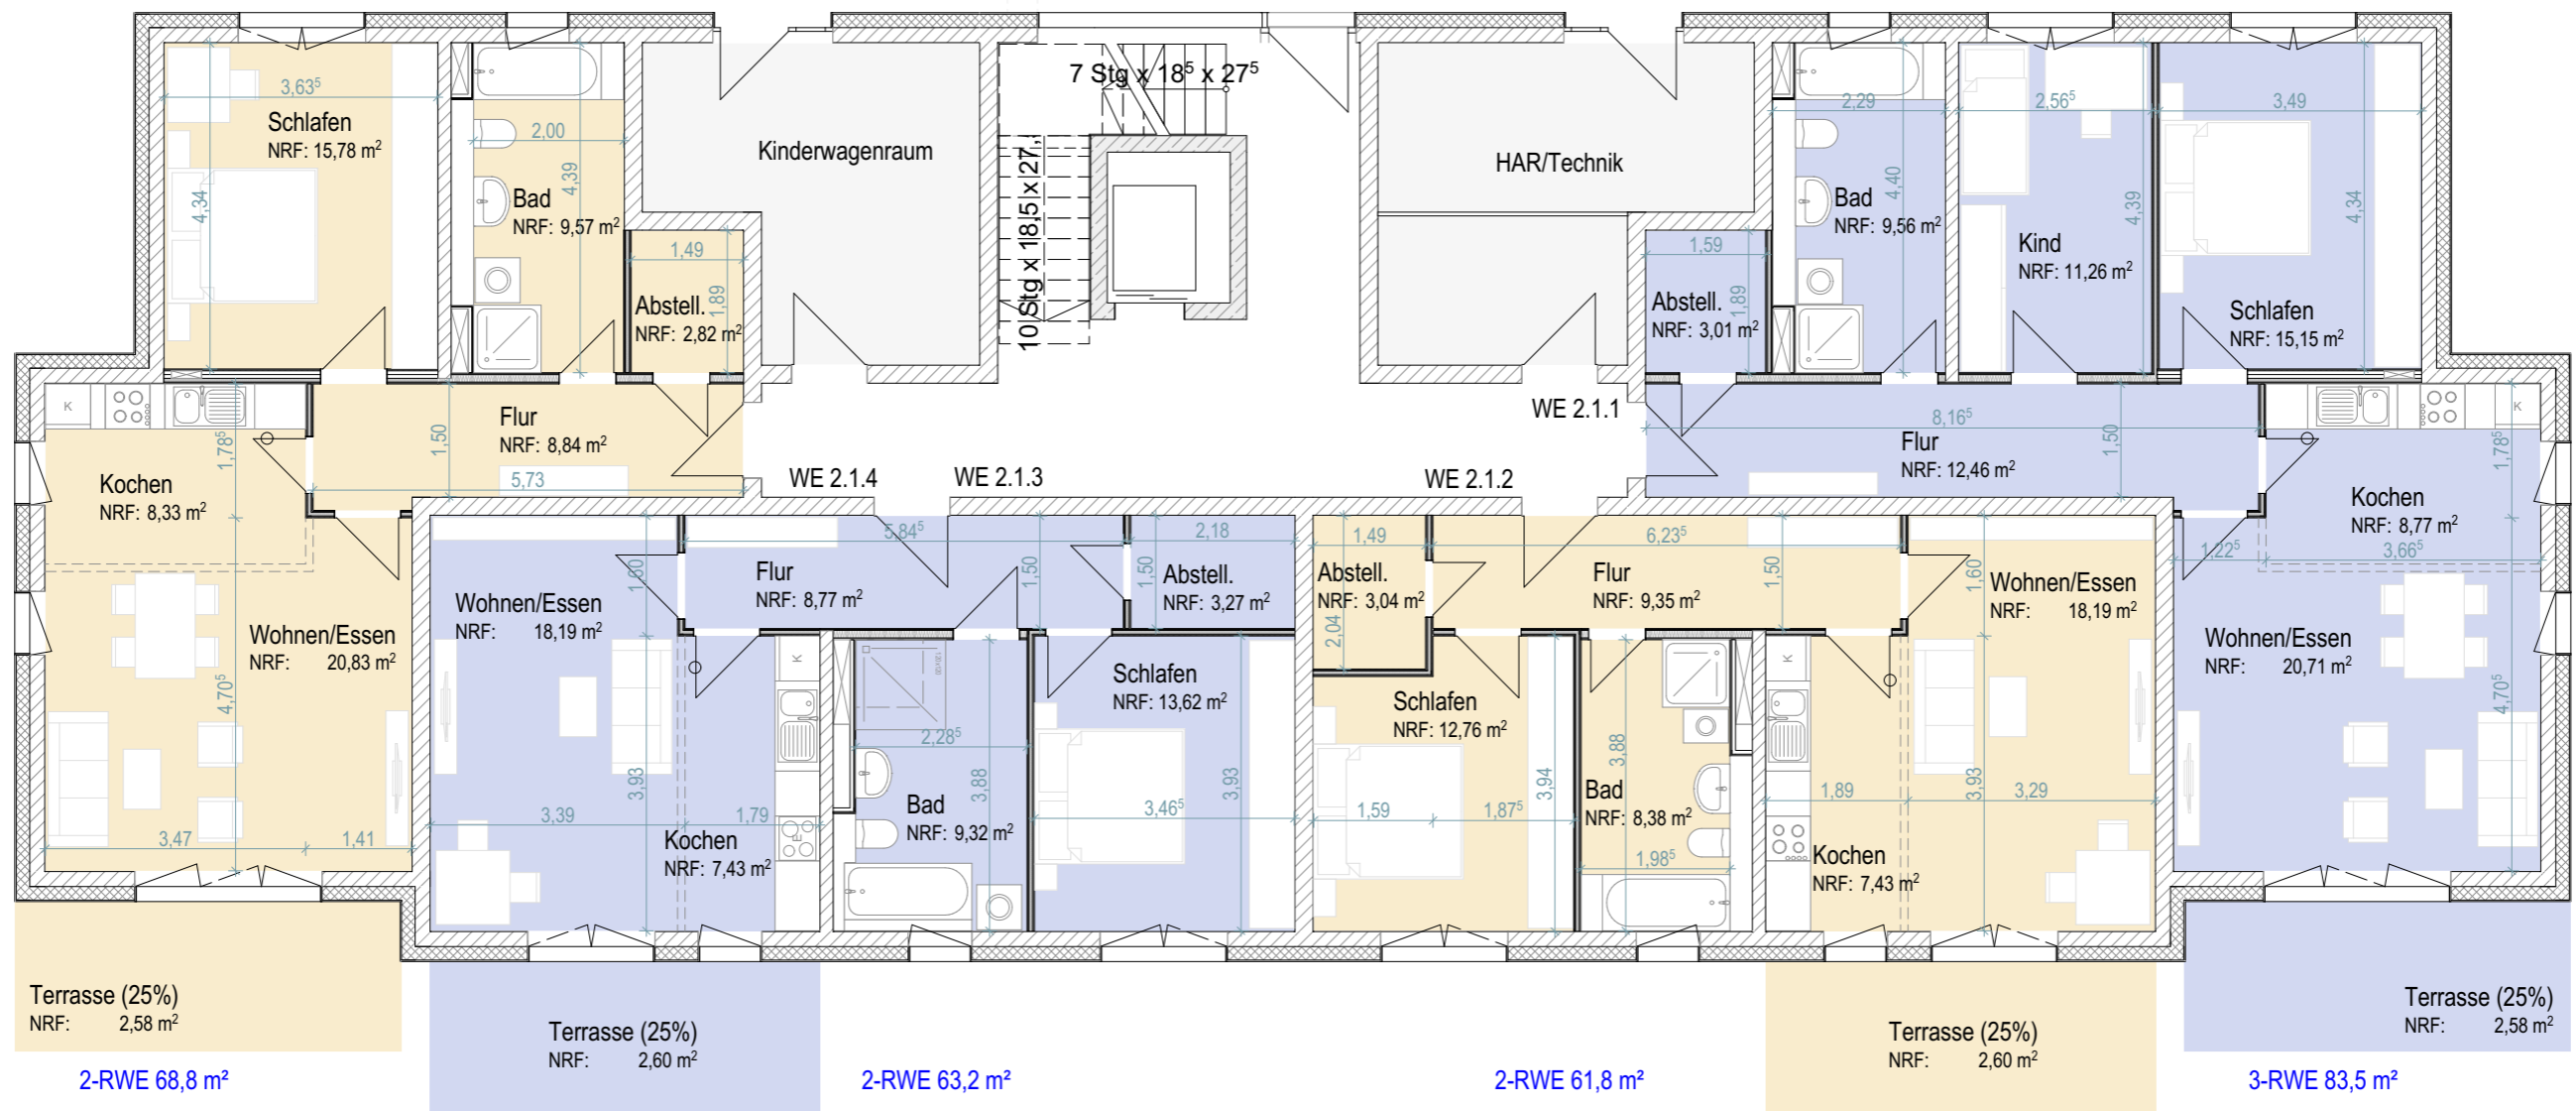 7 Stg x 18⁵ x 27⁵
10 Stg x 18,5 x 27,
3,63⁵
Schlafen
NRF: 15,78 m²
4,34
2,00
4,39
Bad
NRF: 9,57 m²
1,49
1,89
Abstell.
NRF: 2,82 m²
Kinderwagenraum
HAR/Technik
2,29
4,40
Bad
NRF: 9,56 m²
1,59
1,89
Abstell.
NRF: 3,01 m²
2,56⁵
4,39
Kind
NRF: 11,26 m²
3,49
4,34
Schlafen
NRF: 15,15 m²
K
1,78⁵
Kochen
NRF: 8,33 m²
1,50
Flur
NRF: 8,84 m²
5,73
WE 2.1.4
WE 2.1.3
WE 2.1.2
WE 2.1.1
8,16⁵
Flur
NRF: 12,46 m²
1,50
K
1,78⁵
Kochen
NRF: 8,77 m²
1,22⁵
3,66⁵
Wohnen/Essen
NRF: 20,83 m²
4,70⁵
3,47
1,41
1,60
Wohnen/Essen
NRF: 18,19 m²
3,93
3,39
1,79
K
E
Kochen
NRF: 7,43 m²
5,84⁵
Flur
NRF: 8,77 m²
1,50
2,18
1,50
Abstell.
NRF: 3,27 m²
2,28⁵
3,88
Bad
NRF: 9,32 m²
Schlafen
NRF: 13,62 m²
3,46⁵
3,93
1,49
Abstell.
NRF: 3,04 m²
2,04
6,23⁵
Flur
NRF: 9,35 m²
1,50
Schlafen
NRF: 12,76 m²
1,59
1,87⁵
3,94
3,88
Bad
NRF: 8,38 m²
1,98⁵
1,60
Wohnen/Essen
NRF: 18,19 m²
K
1,89
3,93
3,29
Kochen
NRF: 7,43 m²
Wohnen/Essen
NRF: 20,71 m²
4,70⁵
Terrasse (25%)
NRF: 2,58 m²
Terrasse (25%)
NRF: 2,60 m²
Terrasse (25%)
NRF: 2,60 m²
Terrasse (25%)
NRF: 2,58 m²
2-RWE 68,8 m²
2-RWE 63,2 m²
2-RWE 61,8 m²
3-RWE 83,5 m²